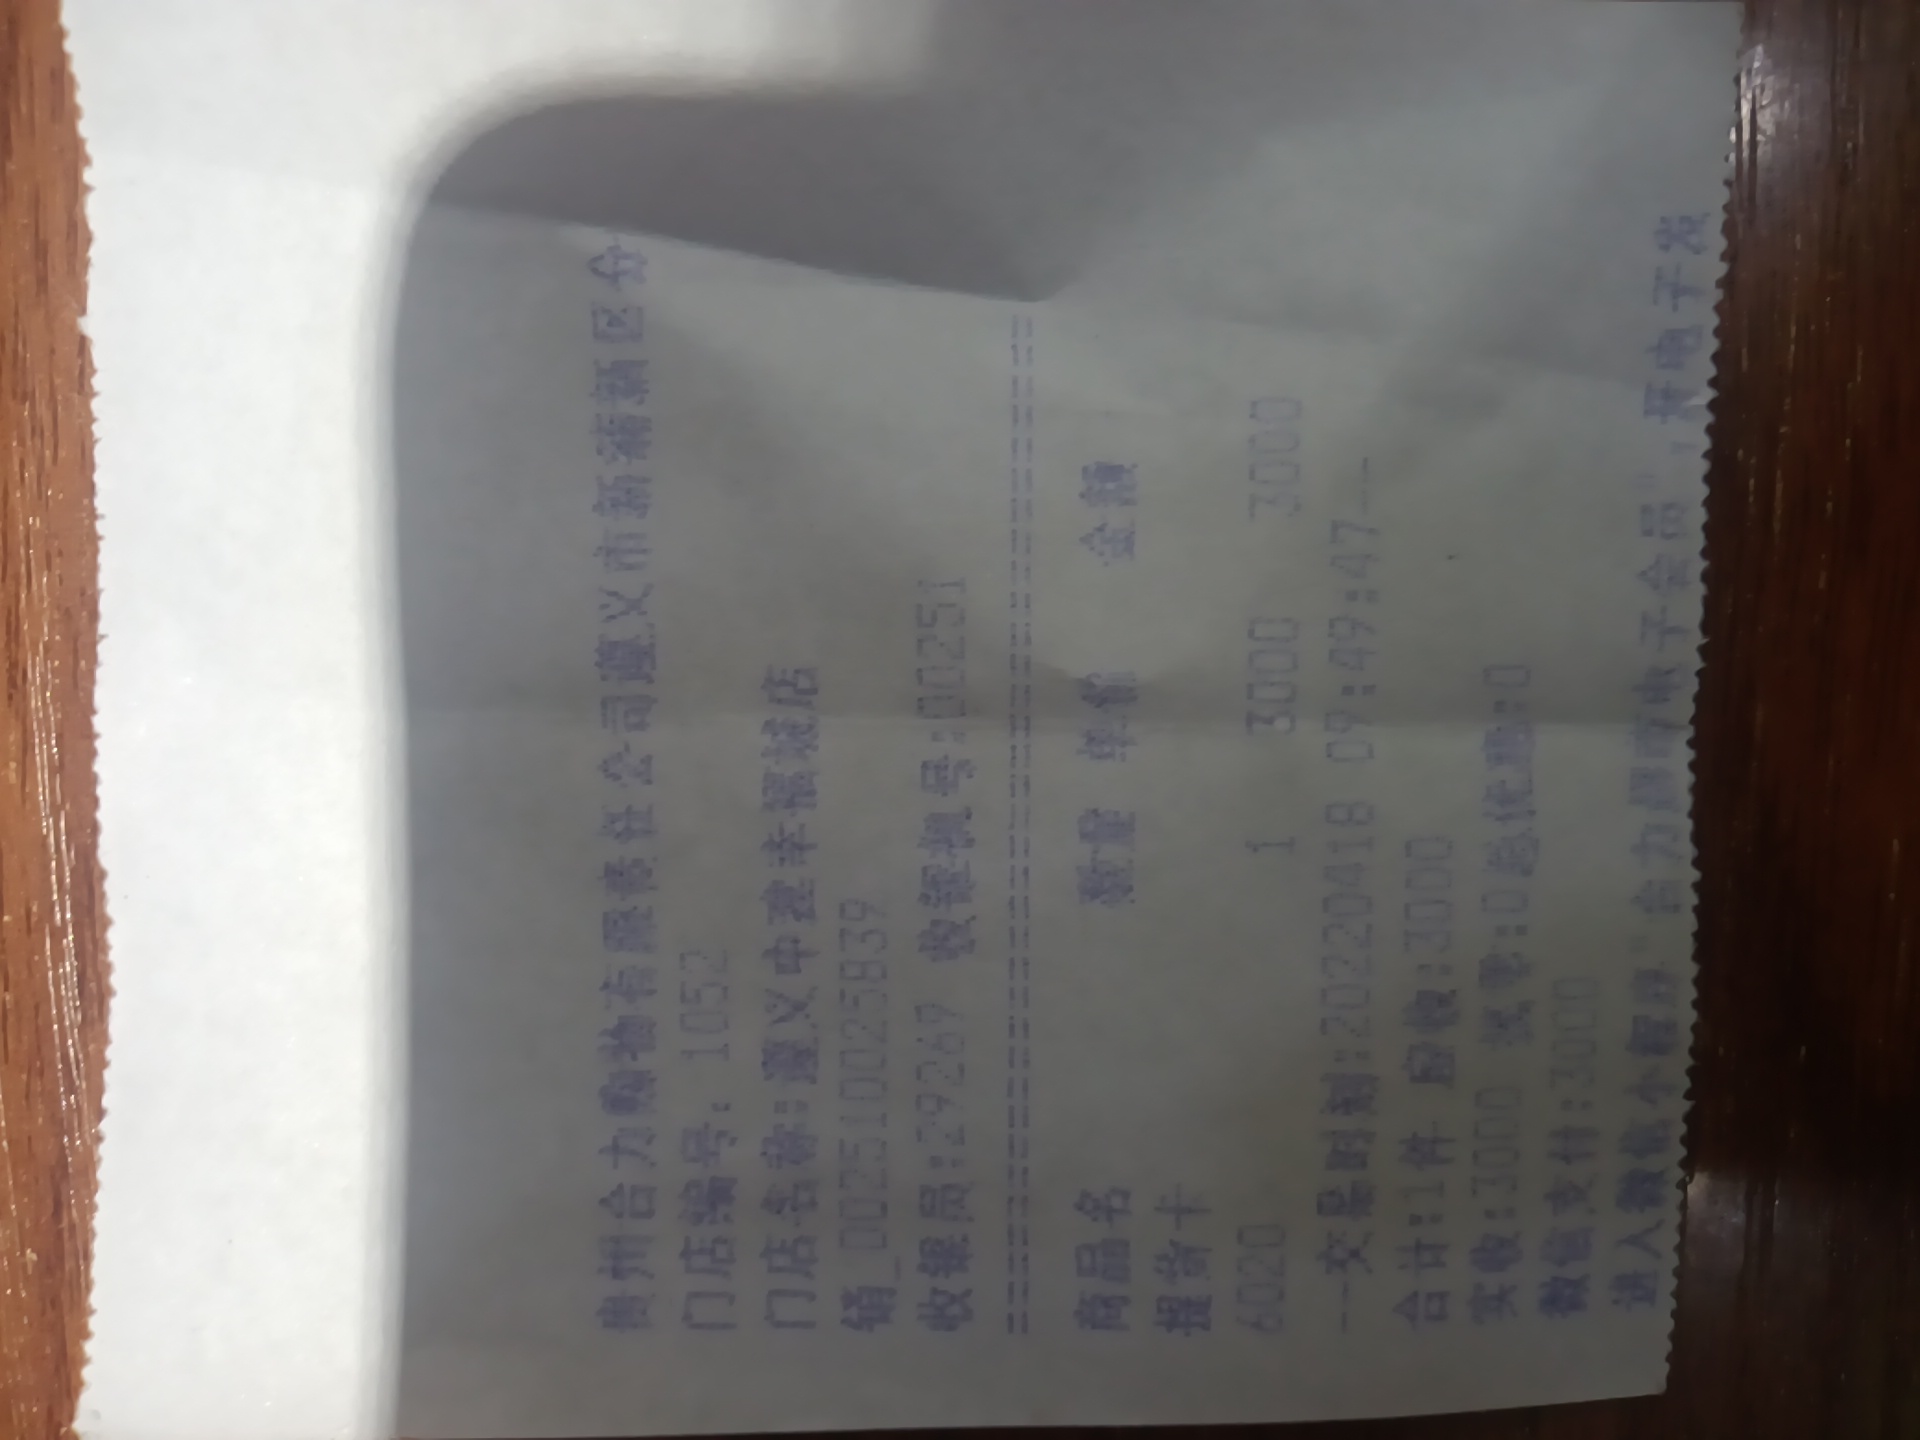 贵州合力购物有限责任公司遵义市新蒲新区分
门店编号: 1052
门店名称:遵义中建幸福城店
销_002510025839
收银员:29269 收银机号:00251
================================
商品名 数量 单价 金额
提货卡
6020 1 3000 3000
--交易时刻:20220418 09:49:47--
合计:1件 应收:3000
实收:3000 找零:0总优惠:0
微信支付:3000
进入微信小程序"合力超市电子会员",开电子发